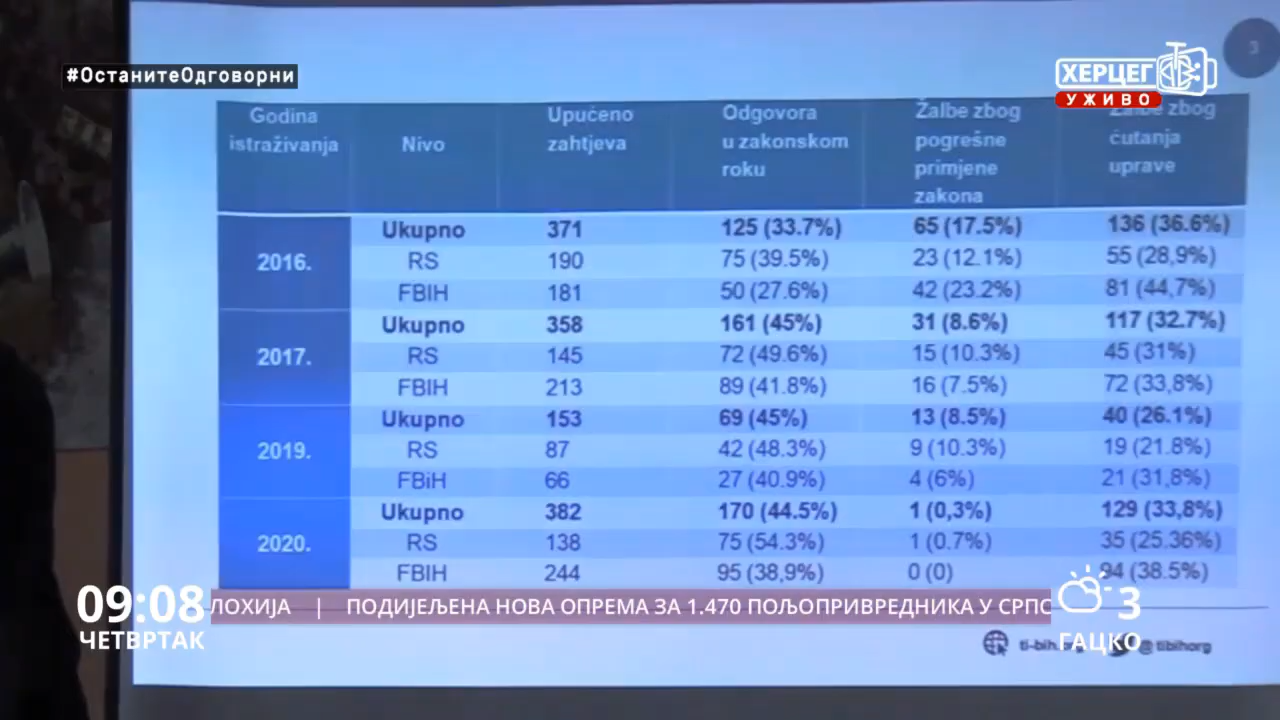 #ОстанитеОдговорни
3
ХЕРЦЕГ
УЖИВО
Godina istraživanja | Nivo | Upućeno zahtjeva | Odgovora u zakonskom roku | Žalbe zbog pogrešne primjene zakona | Žalbe zbog ćutanja uprave
2016. | Ukupno | 371 | 125 (33.7%) | 65 (17.5%) | 136 (36.6%)
RS | 190 | 75 (39.5%) | 23 (12.1%) | 55 (28,9%)
FBIH | 181 | 50 (27.6%) | 42 (23.2%) | 81 (44,7%)
2017. | Ukupno | 358 | 161 (45%) | 31 (8.6%) | 117 (32.7%)
RS | 145 | 72 (49.6%) | 15 (10.3%) | 45 (31%)
FBIH | 213 | 89 (41.8%) | 16 (7.5%) | 72 (33,8%)
2019. | Ukupno | 153 | 69 (45%) | 13 (8.5%) | 40 (26.1%)
RS | 87 | 42 (48.3%) | 9 (10.3%) | 19 (21.8%)
FBiH | 66 | 27 (40.9%) | 4 (6%) | 21 (31,8%)
2020. | Ukupno | 382 | 170 (44.5%) | 1 (0,3%) | 129 (33,8%)
RS | 138 | 75 (54.3%) | 1 (0.7%) | 35 (25.36%)
FBIH | 244 | 95 (38,9%) | 0 (0) | 94 (38.5%)
09:08
ЛОХИЈА | ПОДИЈЕЉЕНА НОВА ОПРЕМА ЗА 1.470 ПОЉОПРИВРЕДНИКА У СРПС
3
ЧЕТВРТАК
ГАЦКО
@tibihorg